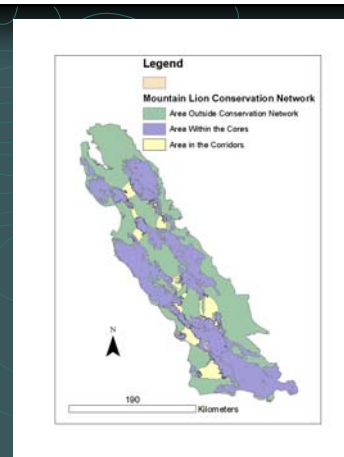 Legend
Mountain Lion Conservation Network
Area Outside Conservation Network
Area Within the Cores
Area in the Corridors
N
190
Kilometers